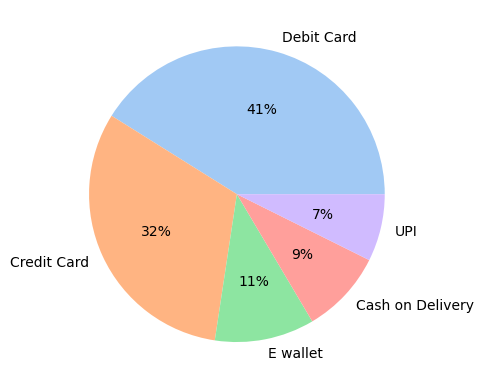 Debit Card
41%
32%
Credit Card
11%
E wallet
9%
Cash on Delivery
7%
UPI